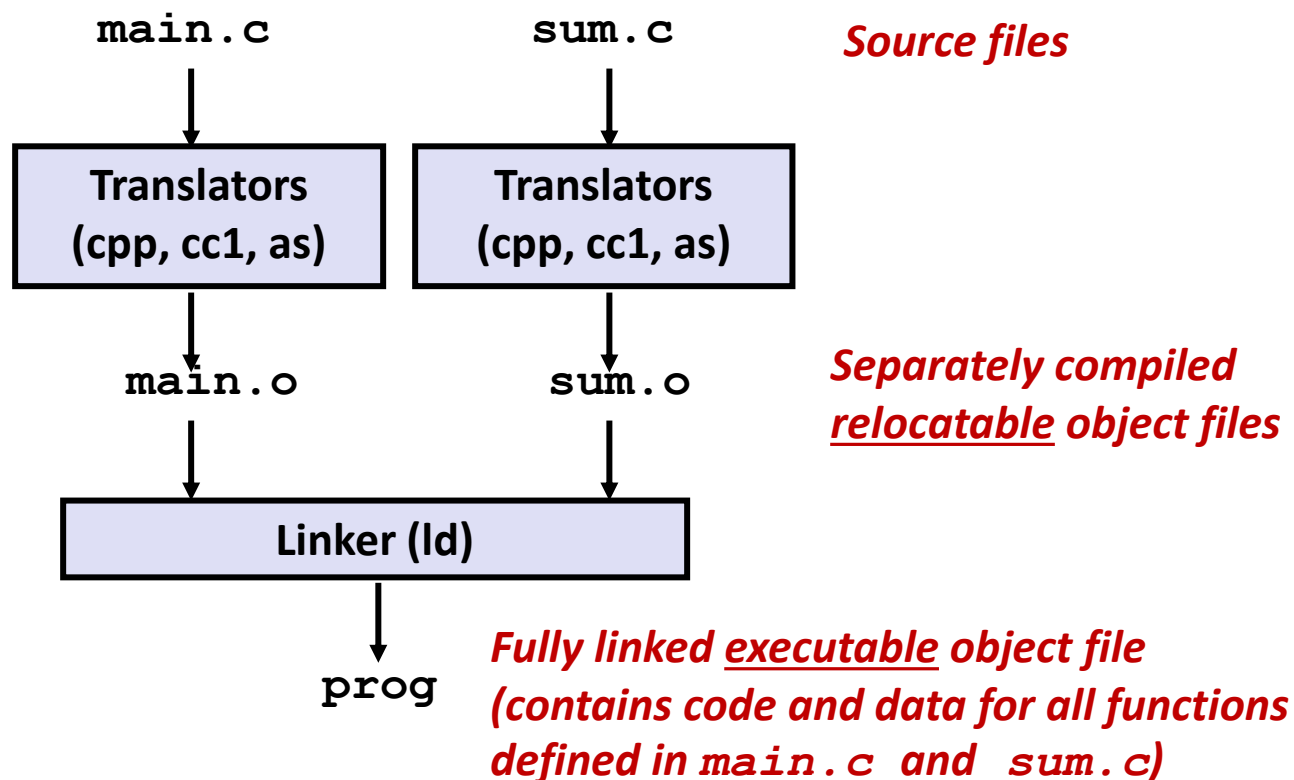 main.c
sum.c
Source files
Translators
(cpp, cc1, as)
Translators
(cpp, cc1, as)
main.o
sum.o
Separately compiled
relocatable object files
Linker (ld)
prog
Fully linked executable object file
(contains code and data for all functions
defined in main.c and sum.c)